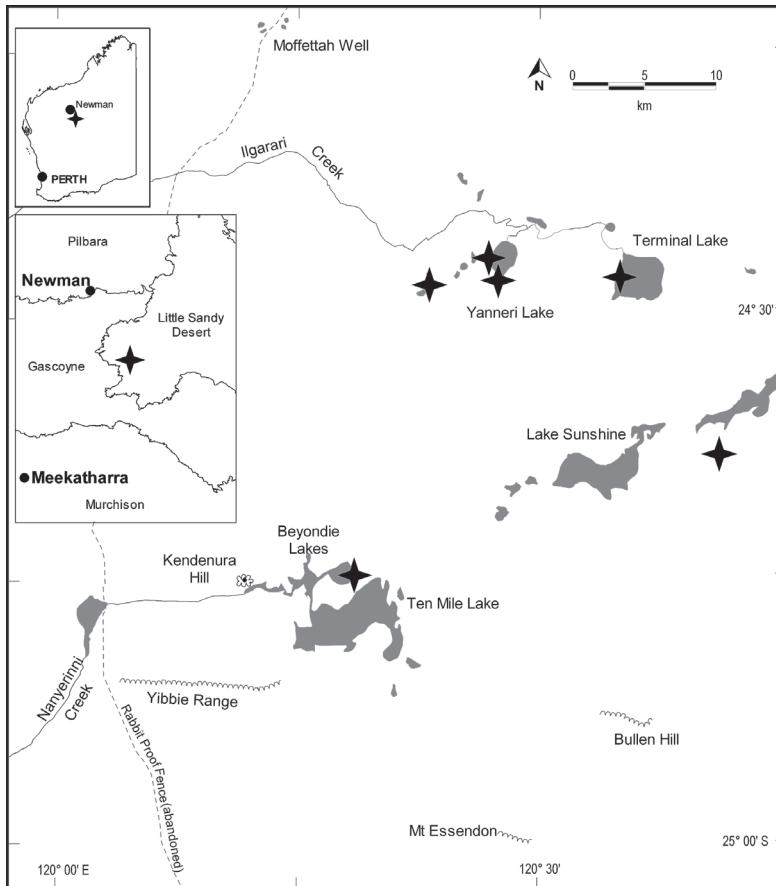 Moffettah Well
N
0 5 10
km
Newman
PERTH
Ilgarari
Creek
Pilbara
Newman
Little Sandy
Desert
Gascoyne
Meekatharra
Murchison
Terminal Lake
Yanneri Lake
24° 30'
Lake Sunshine
Beyondie
Lakes
Kendenura
Hill
Ten Mile Lake
Nanyerinni
Creek
Yibbie Range
Rabbit Proof Fence (abandoned)
Bullen Hill
Mt Essendon
25° 00' S
120° 00' E
120° 30'